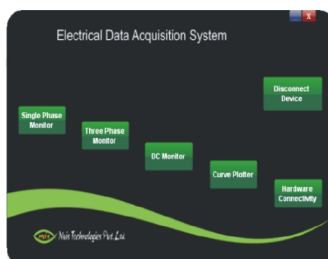 X
Electrical Data Acquisition System
Disconnect
Device
Single Phase
Monitor
Three Phase
Monitor
DC Monitor
Curve Plotter
Hardware
Connectivity
Technologies Pvt. Ltd.